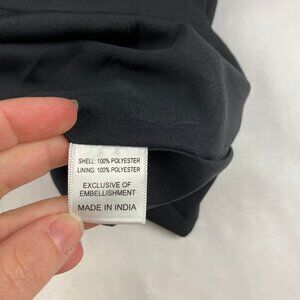 SHELL: 100% POLYESTER
LINING: 100% POLYESTER
EXCLUSIVE OF
EMBELLISHMENT
MADE IN INDIA